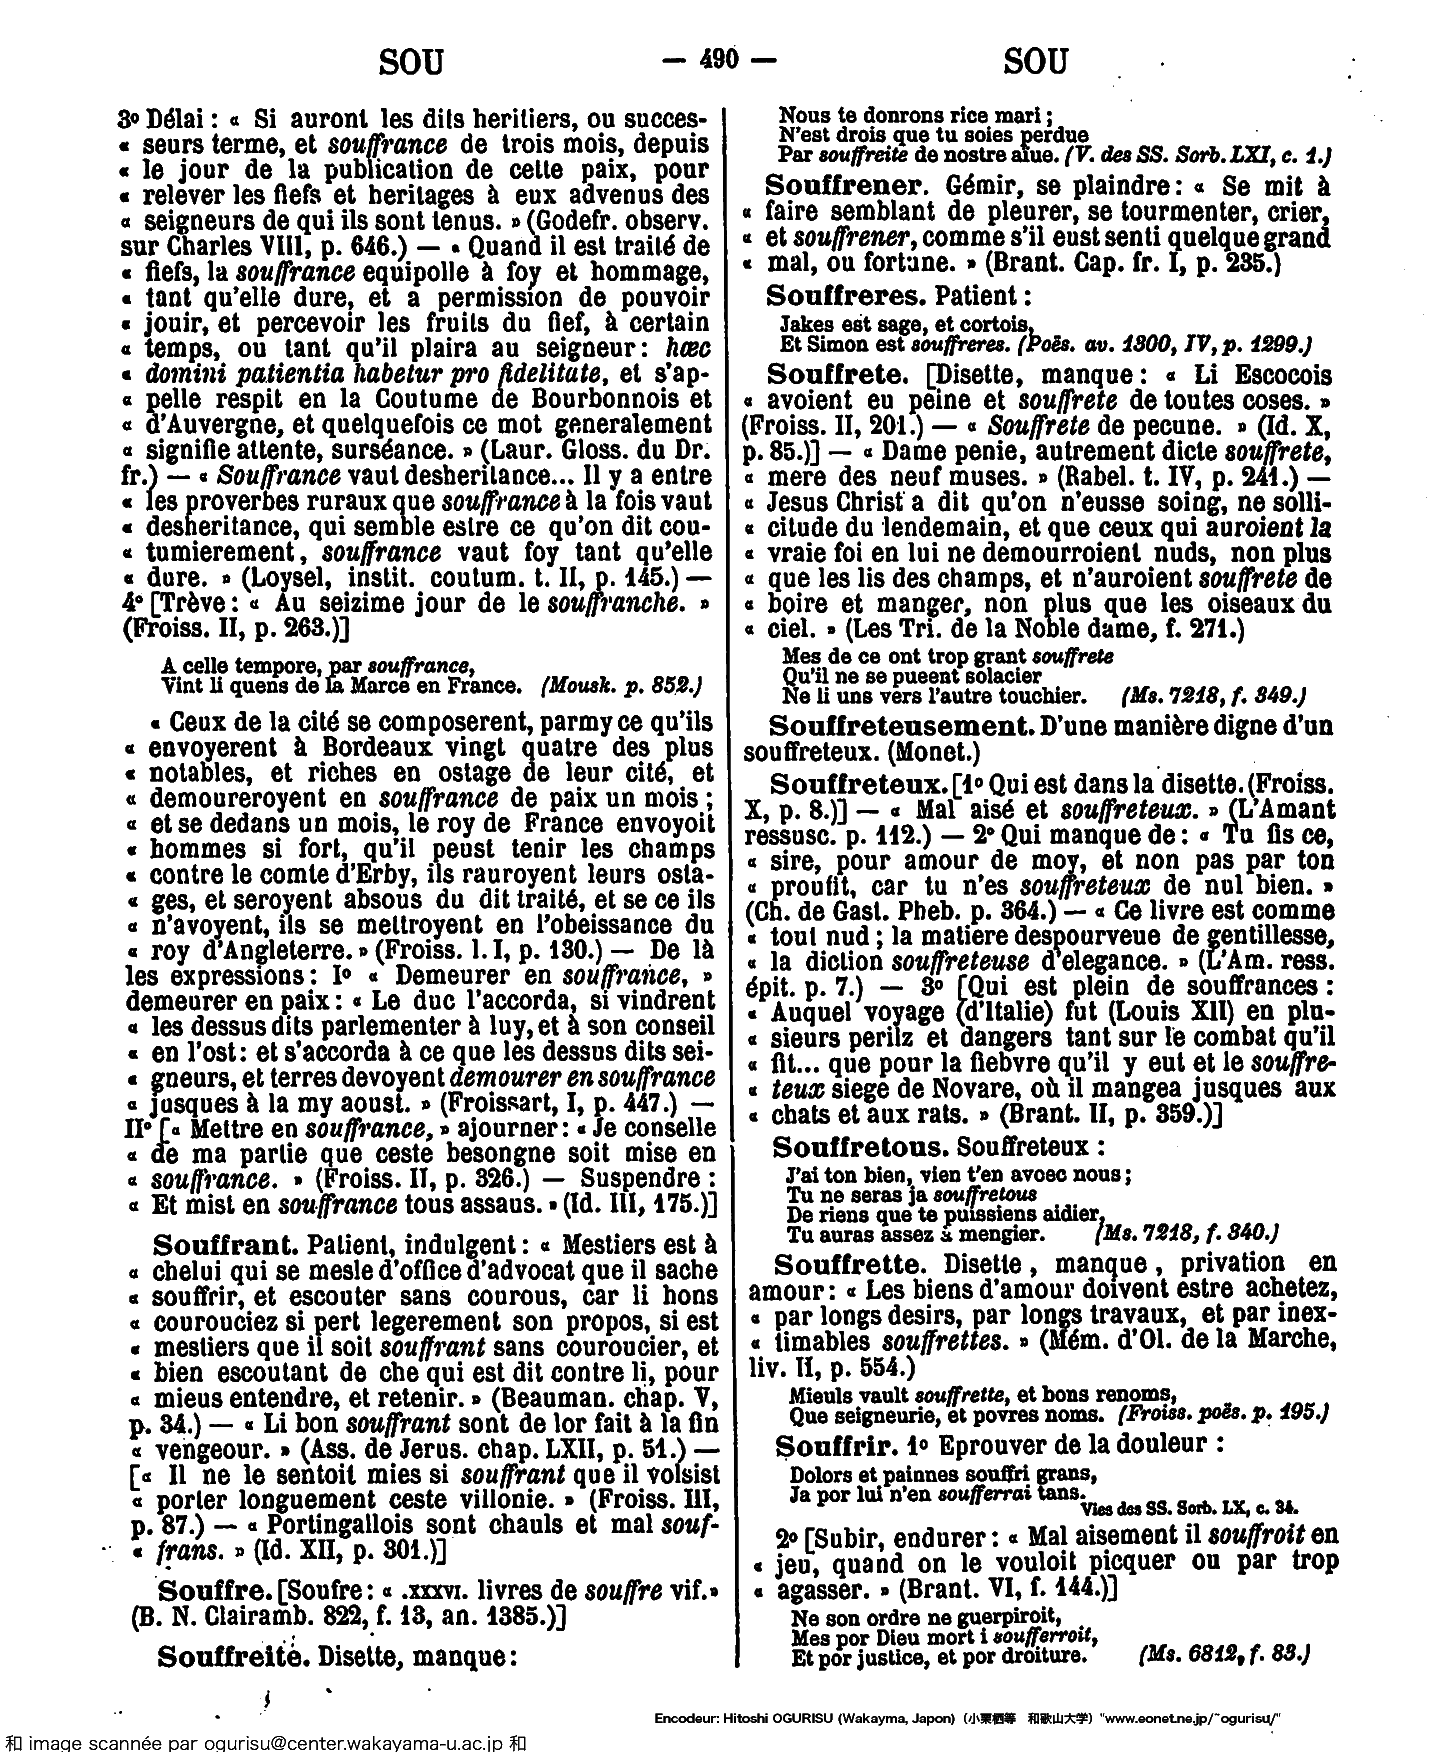 SOU — 490 — SOU
3º Délai : « Si auront les dits heritiers, ou succes-
« seurs terme, et souffrance de trois mois, depuis
« le jour de la publication de cette paix, pour
« relever les fiefs et heritages à eux advenus des
« seigneurs de qui ils sont tenus. » (Godefr. observ.
sur Charles VIII, p. 646.) — « Quand il est traité de
« fiefs, la souffrance equipolle à foy et hommage,
« tant qu'elle dure, et a permission de pouvoir
« jouir, et percevoir les fruits du fief, à certain
« temps, ou tant qu'il plaira au seigneur : hœc
« domini patientia habetur pro fidelitate, et s'ap-
« pelle respit en la Coutume de Bourbonnois et
« d'Auvergne, et quelquefois ce mot generalement
« signifie attente, surséance. » (Laur. Gloss. du Dr.
fr.) — « Souffrance vaut desheritance... Il y a entre
« les proverbes ruraux que souffrance à la fois vaut
« desheritance, qui semble estre ce qu'on dit cou-
« tumierement, souffrance vaut foy tant qu'elle
« dure. » (Loysel, instit. coutum. t. II, p. 145.) —
4º [Trève : « Au seizime jour de le souffranche. »
(Froiss. II, p. 263.)]
A celle tempore, par souffrance,
Vint li quens de la Marce en France. (Mousk. p. 852.)
« Ceux de la cité se composerent, parmy ce qu'ils
« envoyerent à Bordeaux vingt quatre des plus
« notables, et riches en ostage de leur cité, et
« demoureroyent en souffrance de paix un mois ;
« et se dedans un mois, le roy de France envoyoit
« hommes si fort, qu'il peust tenir les champs
« contre le comte d'Erby, ils rauroyent leurs osta-
« ges, et seroyent absous du dit traité, et se ce ils
« n'avoyent, ils se mettroyent en l'obeissance du
« roy d'Angleterre. » (Froiss. l. I, p. 130.) — De là
les expressions : Iº « Demeurer en souffrance, »
demeurer en paix : « Le duc l'accorda, si vindrent
« les dessus dits parlementer à luy, et à son conseil
« en l'ost : et s'accorda à ce que les dessus dits sei-
« gneurs, et terres devoyent demourer en souffrance
« jusques à la my aoust. » (Froissart, I, p. 447.) —
IIº [« Mettre en souffrance, » ajourner : « Je conselle
« de ma partie que ceste besongne soit mise en
« souffrance. » (Froiss. II, p. 326.) — Suspendre :
« Et mist en souffrance tous assaus. » (Id. III, 175.)]
Souffrant. Patient, indulgent : « Mestiers est à
« chelui qui se mesle d'office d'advocat que il sache
« souffrir, et escouter sans courous, car li hons
« courouciez si pert legerement son propos, si est
« mestiers que il soit souffrant sans couroucier, et
« bien escoutant de che qui est dit contre li, pour
« mieus entendre, et retenir. » (Beauman. chap. V,
p. 34.) — « Li bon souffrant sont de lor fait à la fin
« vengeour. » (Ass. de Jerus. chap. LXII, p. 51.) —
[« Il ne le sentoit mies si souffrant que il volsist
« porter longuement ceste villonie. » (Froiss. III,
p. 87.) — « Portingallois sont chauls et mal souf-
« frans. » (Id. XII, p. 301.)]
Souffre. [Soufre : « .xxxvi. livres de souffre vif. »
(B. N. Clairamb. 822, f. 13, an. 1385.)]
Souffreité. Disette, manque :
Nous te donrons rice mari ;
N'est drois que tu soies perdue
Par souffreite de nostre aïue. (V. des SS. Sorb. LXI, c. 1.)
Souffrener. Gémir, se plaindre : « Se mit à
« faire semblant de pleurer, se tourmenter, crier,
« et souffrener, comme s'il eust senti quelque grand
« mal, ou fortune. » (Brant. Cap. fr. I, p. 235.)
Souffreres. Patient :
Jakes est sage, et cortois,
Et Simon est souffreres. (Poës. av. 1300, IV, p. 1299.)
Souffrete. [Disette, manque : « Li Escocois
« avoient eu peine et souffrete de toutes coses. »
(Froiss. II, 201.) — « Souffrete de pecune. » (Id. X,
p. 85.)] — « Dame penie, autrement dicte souffrete,
« mere des neuf muses. » (Rabel. t. IV, p. 241.) —
« Jesus Christ a dit qu'on n'eusse soing, ne solli-
« citude du lendemain, et que ceux qui auroient la
« vraie foi en lui ne demourroient nuds, non plus
« que les lis des champs, et n'auroient souffrete de
« boire et manger, non plus que les oiseaux du
« ciel. » (Les Tri. de la Noble dame, f. 271.)
Mes de ce ont trop grant souffrete
Qu'il ne se pueent solacier
Ne li uns vers l'autre touchier. (Ms. 7218, f. 349.)
Souffreteusement. D'une manière digne d'un
souffreteux. (Monet.)
Souffreteux. [1º Qui est dans la disette. (Froiss.
X, p. 8.)] — « Mal aisé et souffreteux. » (L'Amant
ressusc. p. 112.) — 2º Qui manque de : « Tu fis ce,
« sire, pour amour de moy, et non pas par ton
« proufit, car tu n'es souffreteux de nul bien. »
(Ch. de Gast. Pheb. p. 364.) — « Ce livre est comme
« tout nud ; la matiere despourveue de gentillesse,
« la diction souffreteuse d'elegance. » (L'Am. ress.
épit. p. 7.) — 3º [Qui est plein de souffrances :
« Auquel voyage (d'Italie) fut (Louis XII) en plu-
« sieurs perilz et dangers tant sur le combat qu'il
« fit... que pour la fiebvre qu'il y eut et le souffre-
« teux siege de Novare, où il mangea jusques aux
« chats et aux rats. » (Brant. II, p. 359.)]
Souffretous. Souffreteux :
J'ai ton bien, vien t'en avoec nous ;
Tu ne seras ja souffretous
De riens que te puissiens aidier,
Tu auras assez à mengier. (Ms. 7218, f. 340.)
Souffrette. Disette, manque, privation en
amour : « Les biens d'amour doivent estre achetez,
« par longs desirs, par longs travaux, et par inex-
« timables souffrettes. » (Mém. d'Ol. de la Marche,
liv. II, p. 554.)
Mieuls vault souffrette, et bons renoms,
Que seigneurie, et povres noms. (Froiss. poës. p. 195.)
Souffrir. 1º Eprouver de la douleur :
Dolors et painnes souffri grans,
Ja por lui n'en soufferrai tans.
Vies des SS. Sorb. LX, c. 34.
2º [Subir, endurer : « Mal aisement il souffroit en
« jeu, quand on le vouloit picquer ou par trop
« agasser. » (Brant. VI, f. 144.)]
Ne son ordre ne guerpiroit,
Mes por Dieu mort i soufferroit,
Et por justice, et por droiture. (Ms. 6812, f. 83.)
Encodeur: Hitoshi OGURISU (Wakayma, Japon) (小栗栖等 和歌山大学) "www.eonet.ne.jp/~ogurisu/"
和 image scannée par ogurisu@center.wakayama-u.ac.jp 和